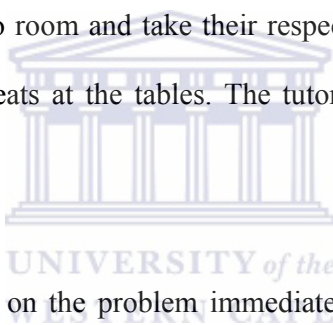 o room and take their respec
eats at the tables. The tutor
UNIVERSITY of the
on the problem immediate
WESTERN CAPE